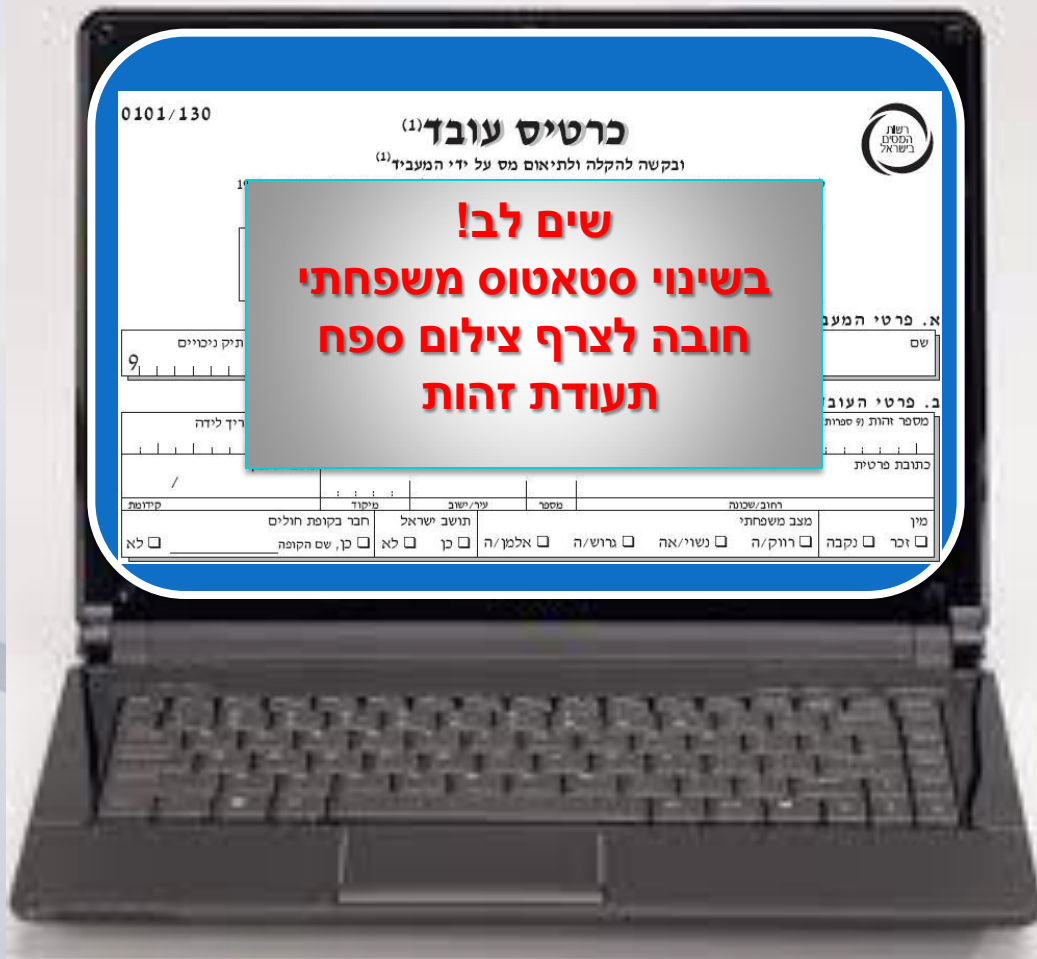 0101/130
כרטיס עובד(1)
ובקשה להקלה ולתיאום מס על ידי המעביד(1)
רשות
המסים
בישראל
שים לב!
בשינוי סטאטוס משפחתי
חובה לצרף צילום ספח
תעודת זהות
א. פרטי
שם
תיק ניכויים
9
ב. פרטי
מספר זהות (9 ספרות
לידה
כתובת פרטית
/
רחוב/שכונה מספר עיר/ישוב מיקוד קידומת
מין מצב משפחתי תושב ישראל חבר בקופת חולים
זכר נקבה רווק/ה נשוי/אה גרוש/ה אלמן/ה כן לא כן, שם הקופה לא